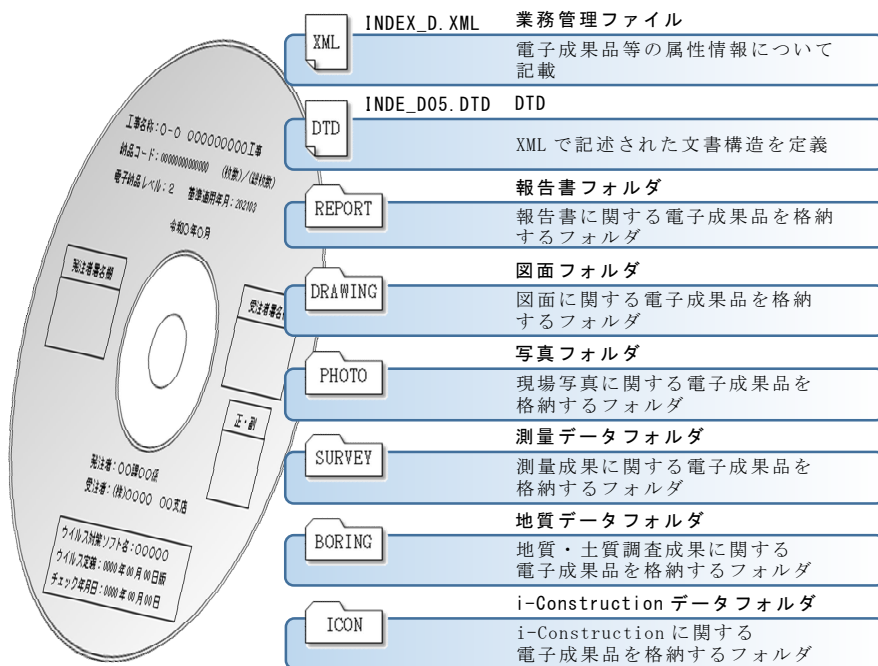 INDEX_D.XML 業務管理ファイル
XML
電子成果品等の属性情報について
記載
INDE_D05.DTD DTD
DTD
XMLで記述された文書構造を定義
報告書フォルダ
REPORT
報告書に関する電子成果品を格納
するフォルダ
図面フォルダ
DRAWING
図面に関する電子成果品を格納
するフォルダ
写真フォルダ
PHOTO
現場写真に関する電子成果品を
格納するフォルダ
測量データフォルダ
SURVEY
測量成果に関する電子成果品を
格納するフォルダ
地質データフォルダ
BORING
地質・土質調査成果に関する
電子成果品を格納するフォルダ
i-Constructionデータフォルダ
ICON
i-Constructionに関する
電子成果品を格納するフォルダ
工事名称:○-○ ○○○○○○○○○工事
納品コード:00000000000000 (枚数)/(総枚数)
電子納品レベル:2 基準適用年月:202103
令和○年○月
発注者署名欄
受注者署名
正・副
発注者:○○課○○係
受注者:(株)○○○○ ○○支店
ウイルス対策ソフト名:○○○○○
ウイルス定義:0000年00月00日版
チェック年月日:0000年00月00日